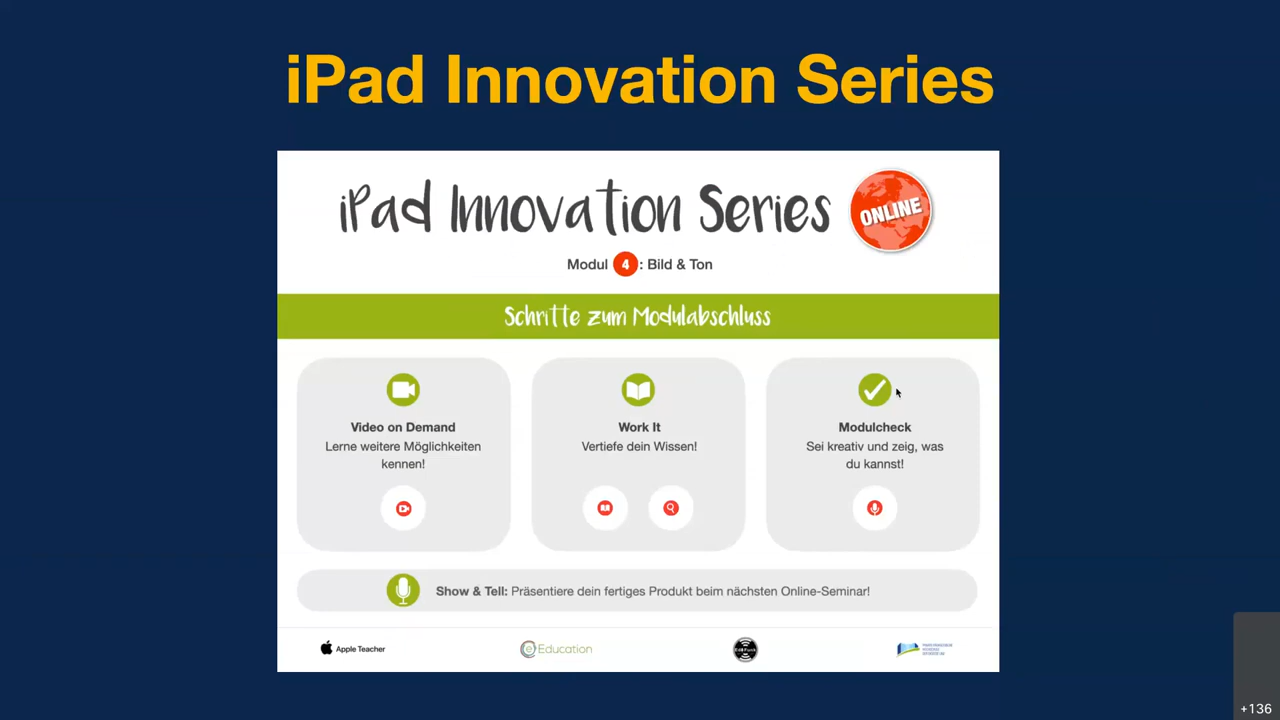 iPad Innovation Series
iPad Innovation Series
ONLINE
Modul 4: Bild & Ton
Schritte zum Modulabschluss
Video on Demand
Lerne weitere Möglichkeiten
kennen!
Work It
Vertiefe dein Wissen!
Modulcheck
Sei kreativ und zeig, was
du kannst!
Show & Tell: Präsentiere dein fertiges Produkt beim nächsten Online-Seminar!
Apple Teacher
eEducation
+136